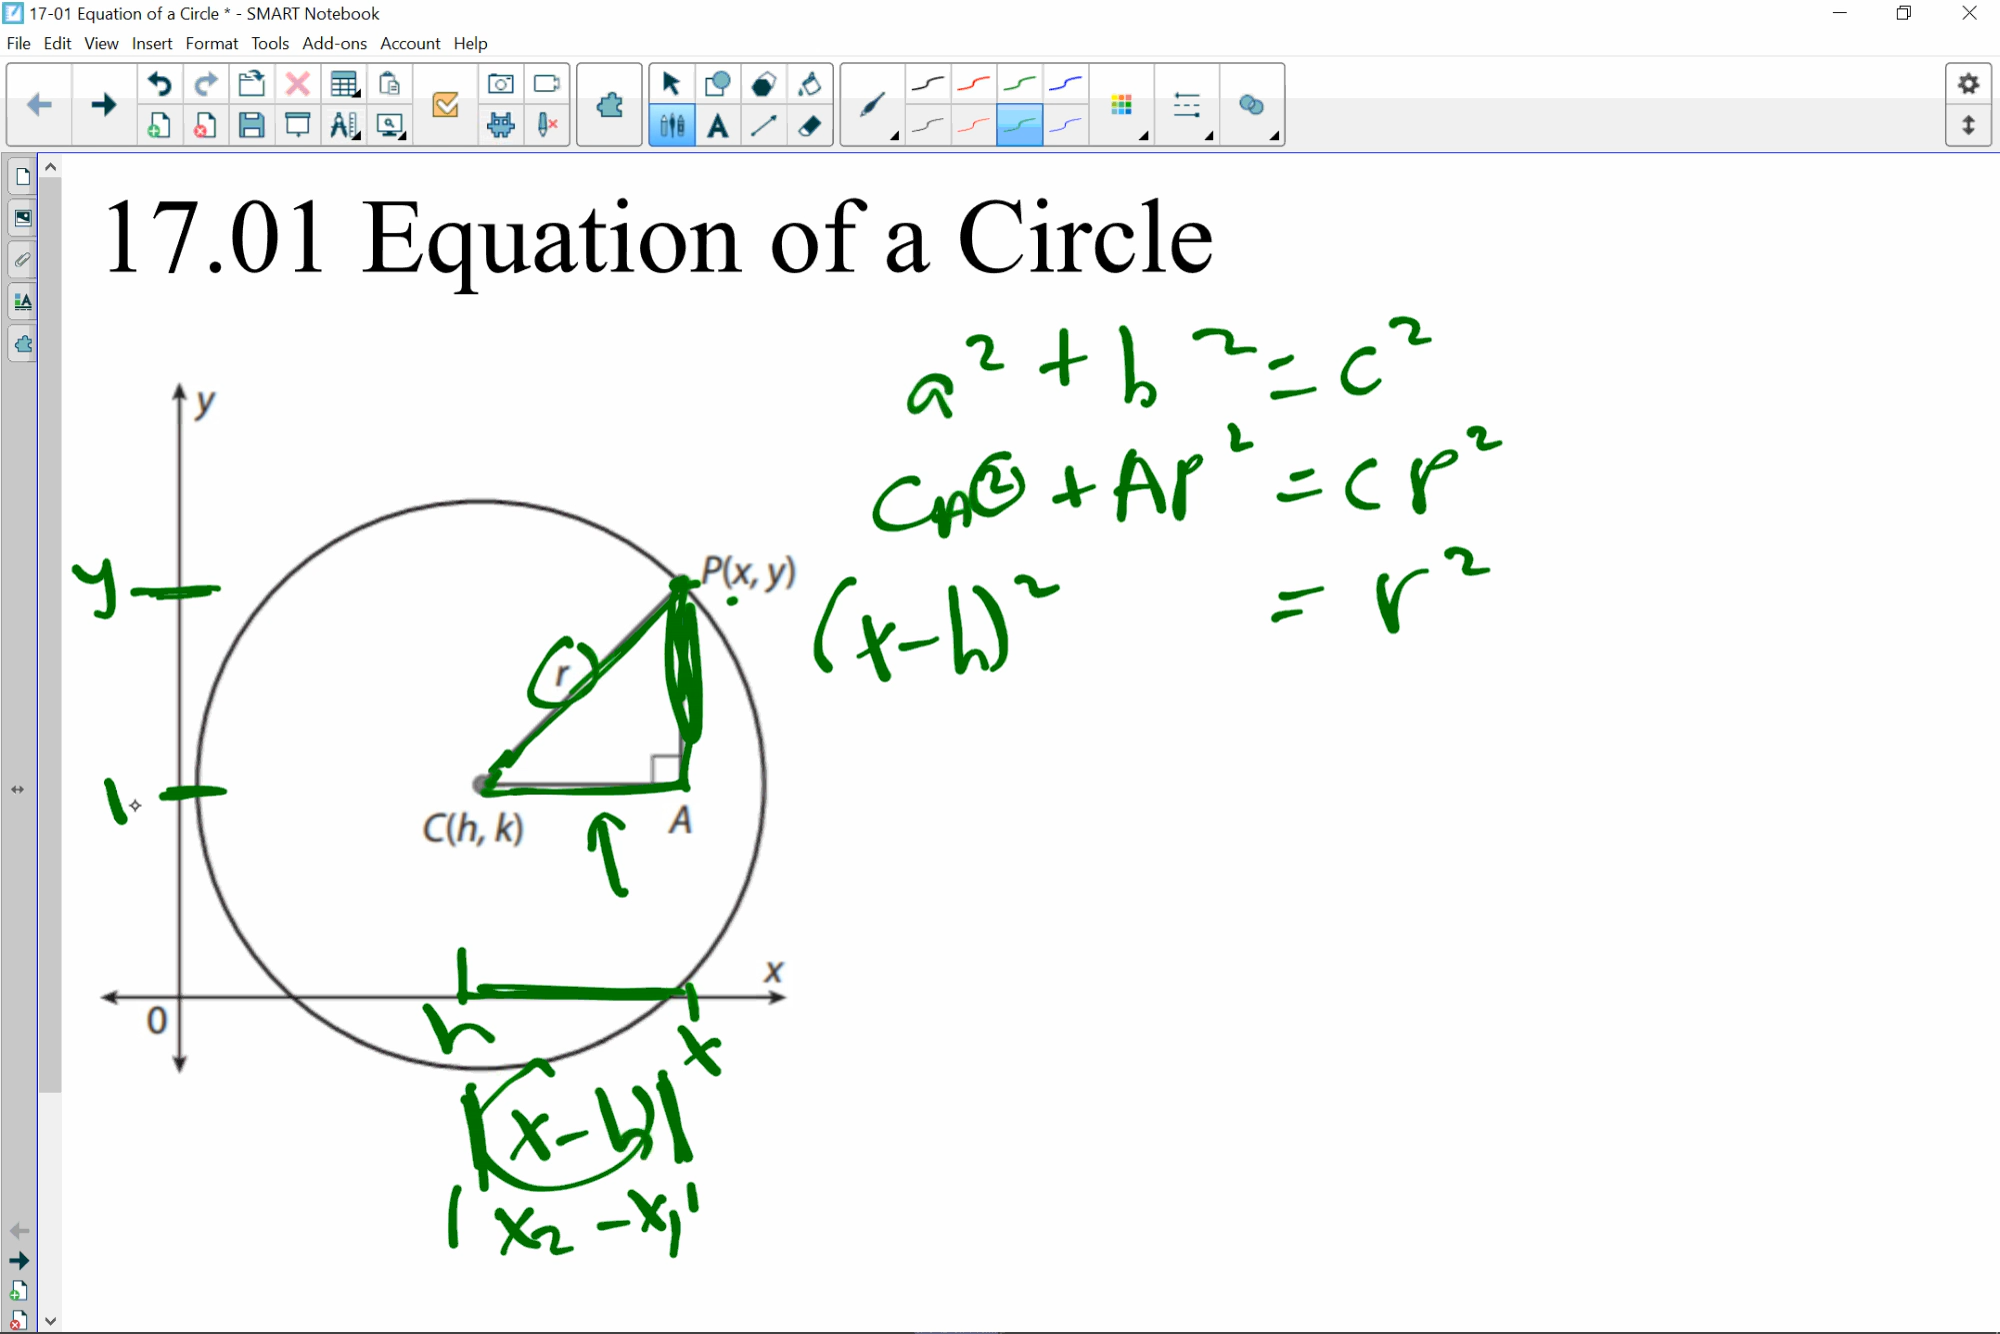 17-01 Equation of a Circle * - SMART Notebook
File Edit View Insert Format Tools Add-ons Account Help
17.01 Equation of a Circle
a² + b² = c²
CA² + AP² = CP²
(x-h)² = r²
y
y
P(x, y)
r
C(h, k)
A
x
0
h
x
|x-h|
|x₂ - x₁|